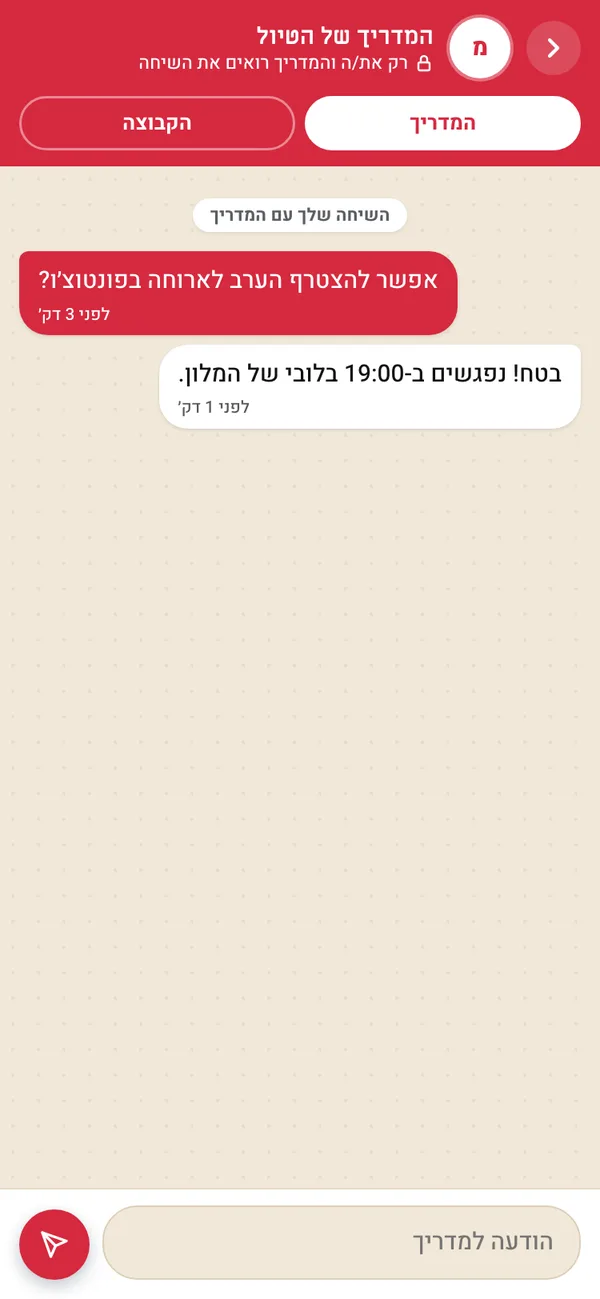 המדריך של הטיול
רק את/ה והמדריך רואים את השיחה
מ
המדריך
הקבוצה
השיחה שלך עם המדריך
אפשר להצטרף הערב לארוחה בפונטוצ׳ו?
לפני 3 דק׳
בטח! נפגשים ב-19:00 בלובי של המלון.
לפני 1 דק׳
הודעה למדריך